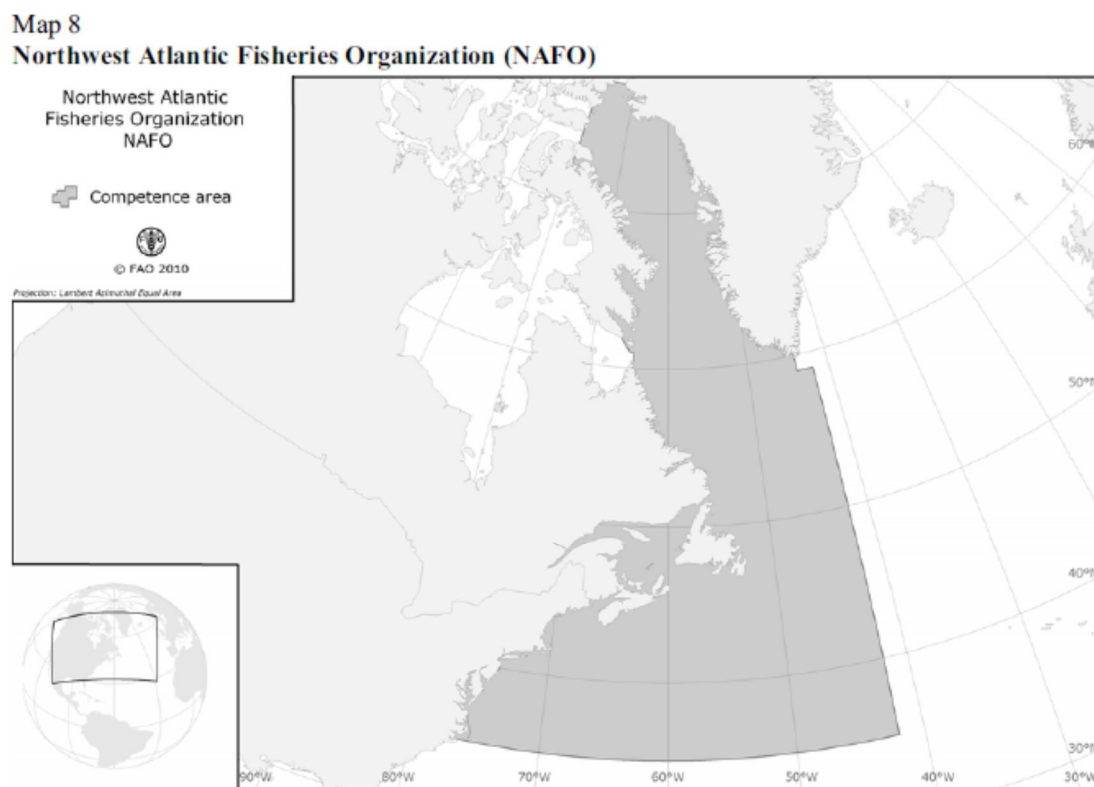 Map 8
Northwest Atlantic Fisheries Organization (NAFO)
Northwest Atlantic
Fisheries Organization
NAFO
Competence area
© FAO 2010
Projection: Lambert Azimuthal Equal Area
60°N
50°N
40°N
30°N
90°W
80°W
70°W
60°W
50°W
40°W
30°W